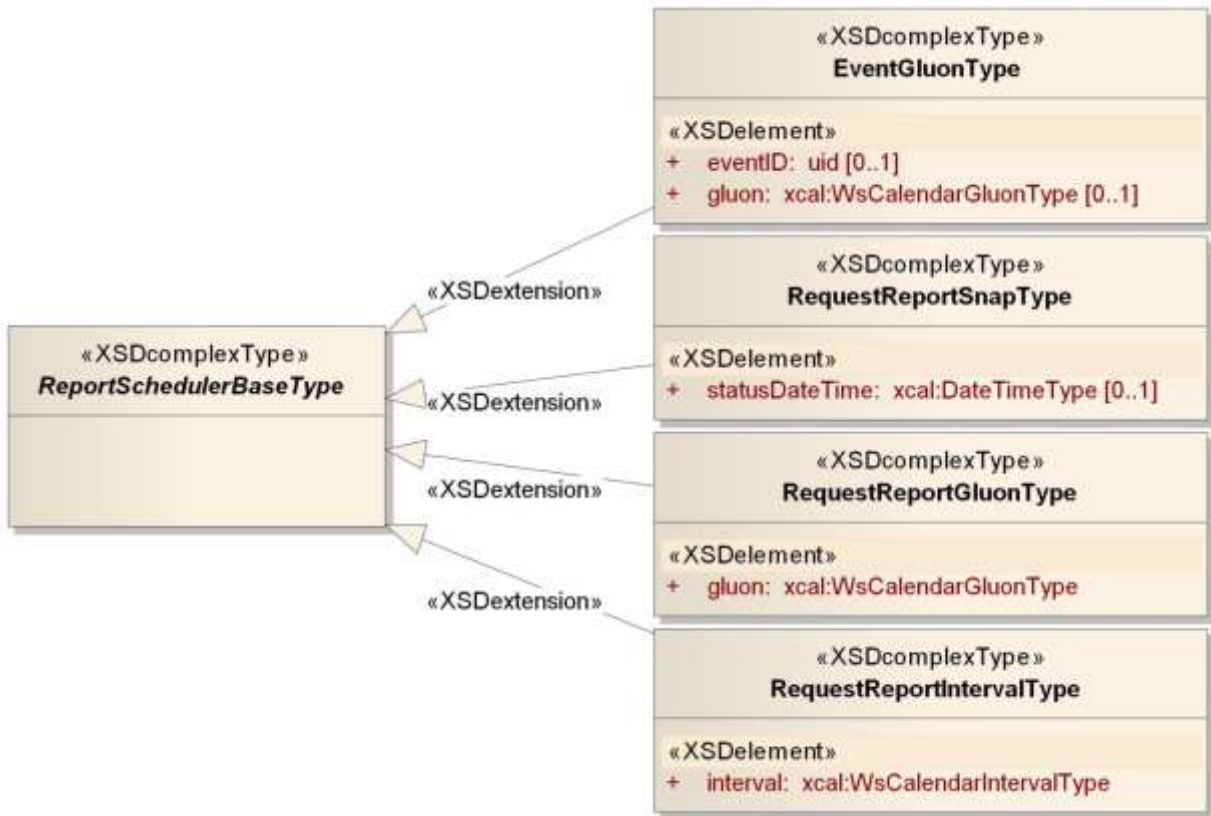 «XSDcomplexType»
EventGluonType
«XSDelement»
+ eventID: uid [0..1]
+ gluon: xcal:WsCalendarGluonType [0..1]
«XSDcomplexType»
RequestReportSnapType
«XSDelement»
+ statusDateTime: xcal:DateTimeType [0..1]
«XSDcomplexType»
RequestReportGluonType
«XSDelement»
+ gluon: xcal:WsCalendarGluonType
«XSDcomplexType»
RequestReportIntervalType
«XSDelement»
+ interval: xcal:WsCalendarIntervalType
«XSDextension»
«XSDextension»
«XSDextension»
«XSDextension»
«XSDcomplexType»
ReportSchedulerBaseType